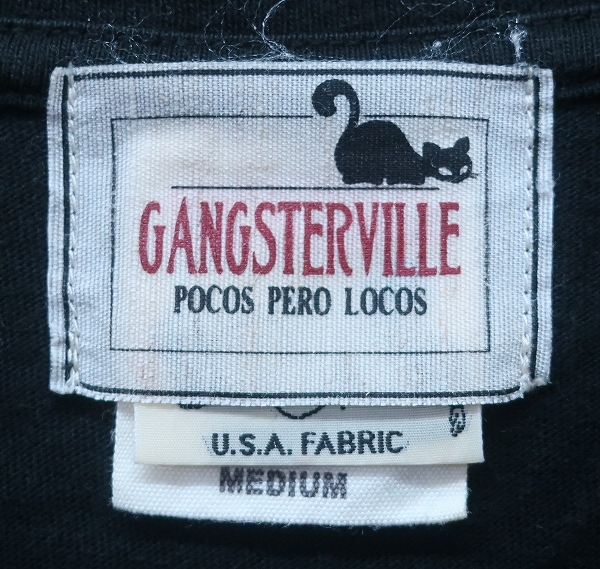 GANGSTERVILLE
POCOS PERO LOCOS
U.S.A. FABRIC
MEDIUM